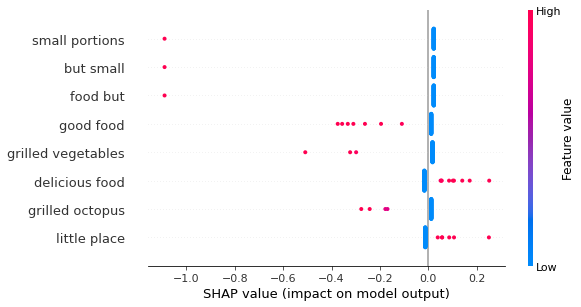 High
small portions
but small
food but
good food
grilled vegetables
delicious food
grilled octopus
little place
Feature value
Low
−1.0 −0.8 −0.6 −0.4 −0.2 0.0 0.2
SHAP value (impact on model output)